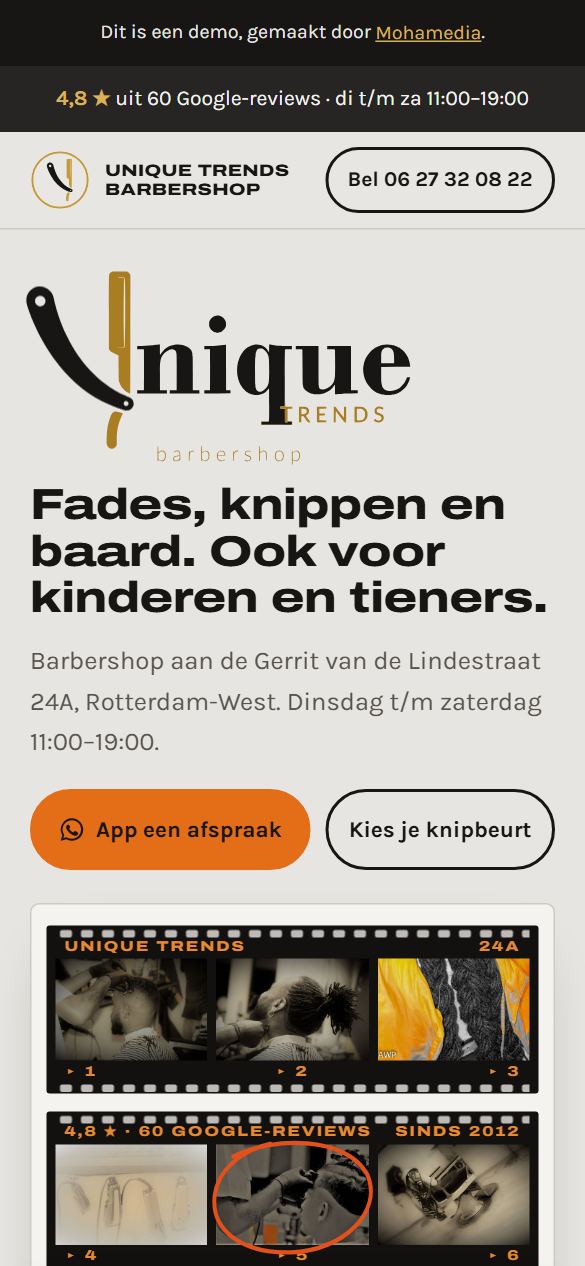 Dit is een demo, gemaakt door Mohamedia.
4,8 ★ uit 60 Google-reviews · di t/m za 11:00–19:00
UNIQUE TRENDS
BARBERSHOP
Bel 06 27 32 08 22
nique
TRENDS
barbershop
Fades, knippen en
baard. Ook voor
kinderen en tieners.
Barbershop aan de Gerrit van de Lindestraat
24A, Rotterdam-West. Dinsdag t/m zaterdag
11:00–19:00.
App een afspraak
Kies je knipbeurt
UNIQUE TRENDS 24A
AWP
▸ 1 ▸ 2 ▸ 3
4,8 ★ · 60 GOOGLE-REVIEWS SINDS 2012
▸ 4 ▸ 5 ▸ 6